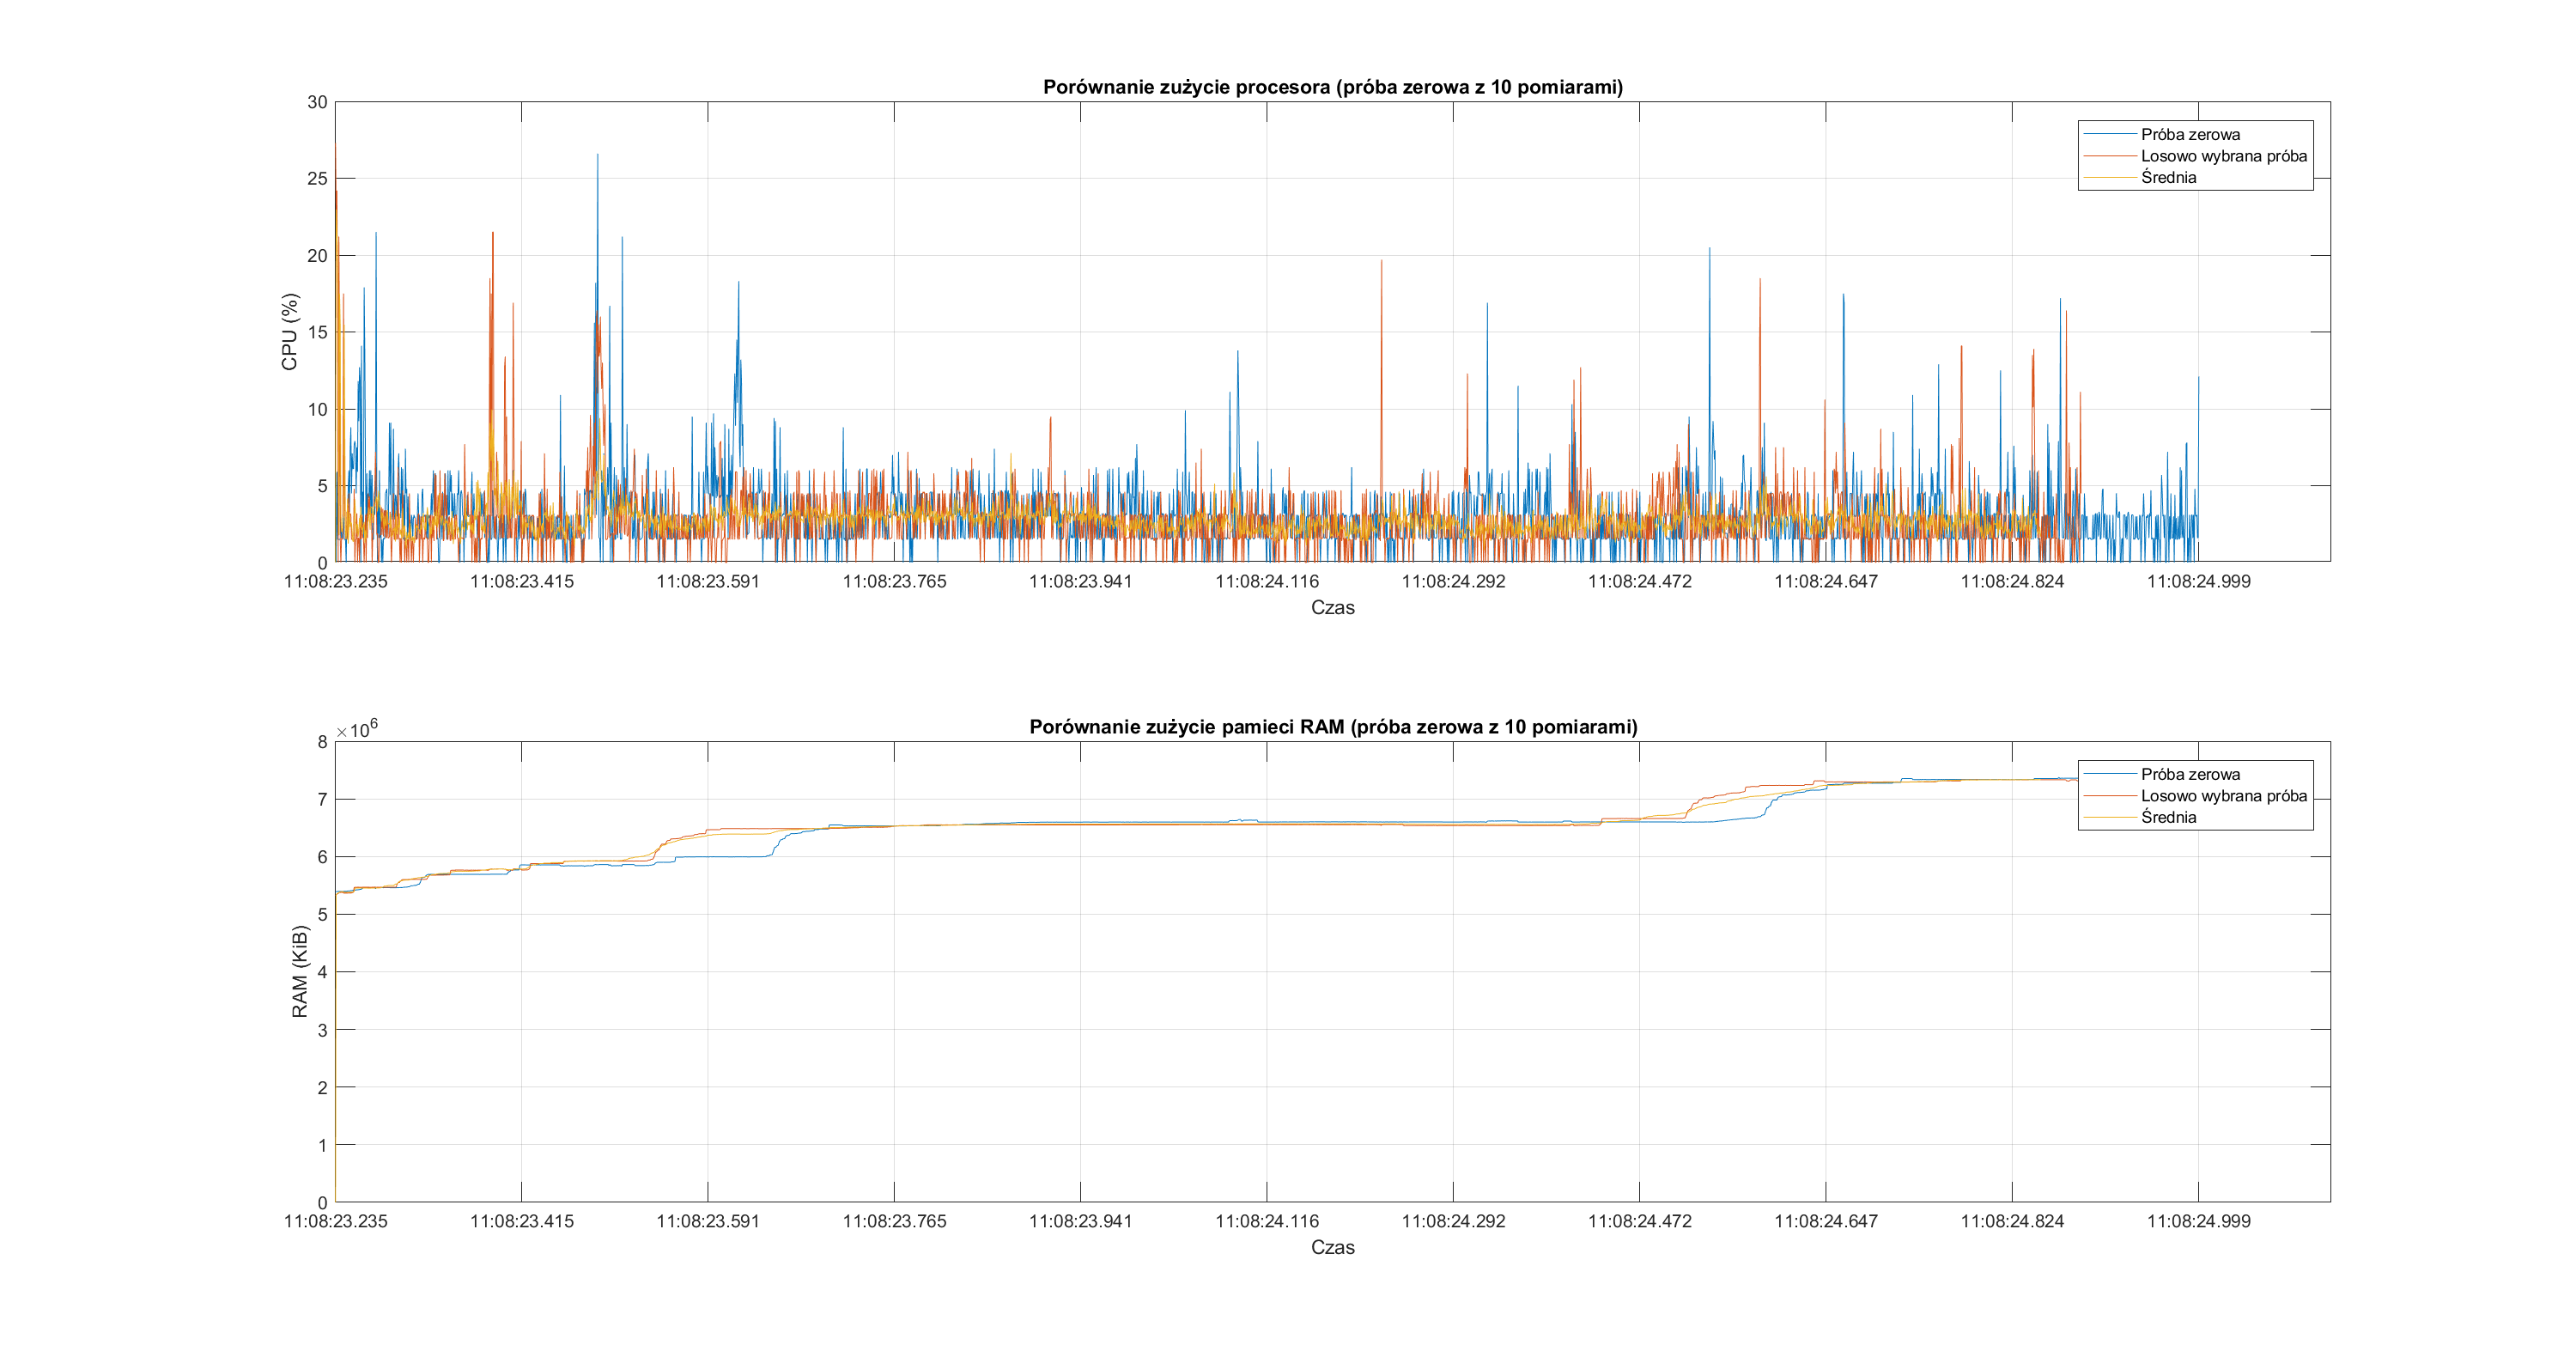 Porównanie zużycie procesora (próba zerowa z 10 pomiarami)
30
25
20
15
10
5
0
CPU (%)
Próba zerowa
Losowo wybrana próba
Średnia
11:08:23.235 11:08:23.415 11:08:23.591 11:08:23.765 11:08:23.941 11:08:24.116 11:08:24.292 11:08:24.472 11:08:24.647 11:08:24.824 11:08:24.999
Czas
Porównanie zużycie pamieci RAM (próba zerowa z 10 pomiarami)
×10^6
8
7
6
5
4
3
2
1
0
RAM (KiB)
Próba zerowa
Losowo wybrana próba
Średnia
11:08:23.235 11:08:23.415 11:08:23.591 11:08:23.765 11:08:23.941 11:08:24.116 11:08:24.292 11:08:24.472 11:08:24.647 11:08:24.824 11:08:24.999
Czas